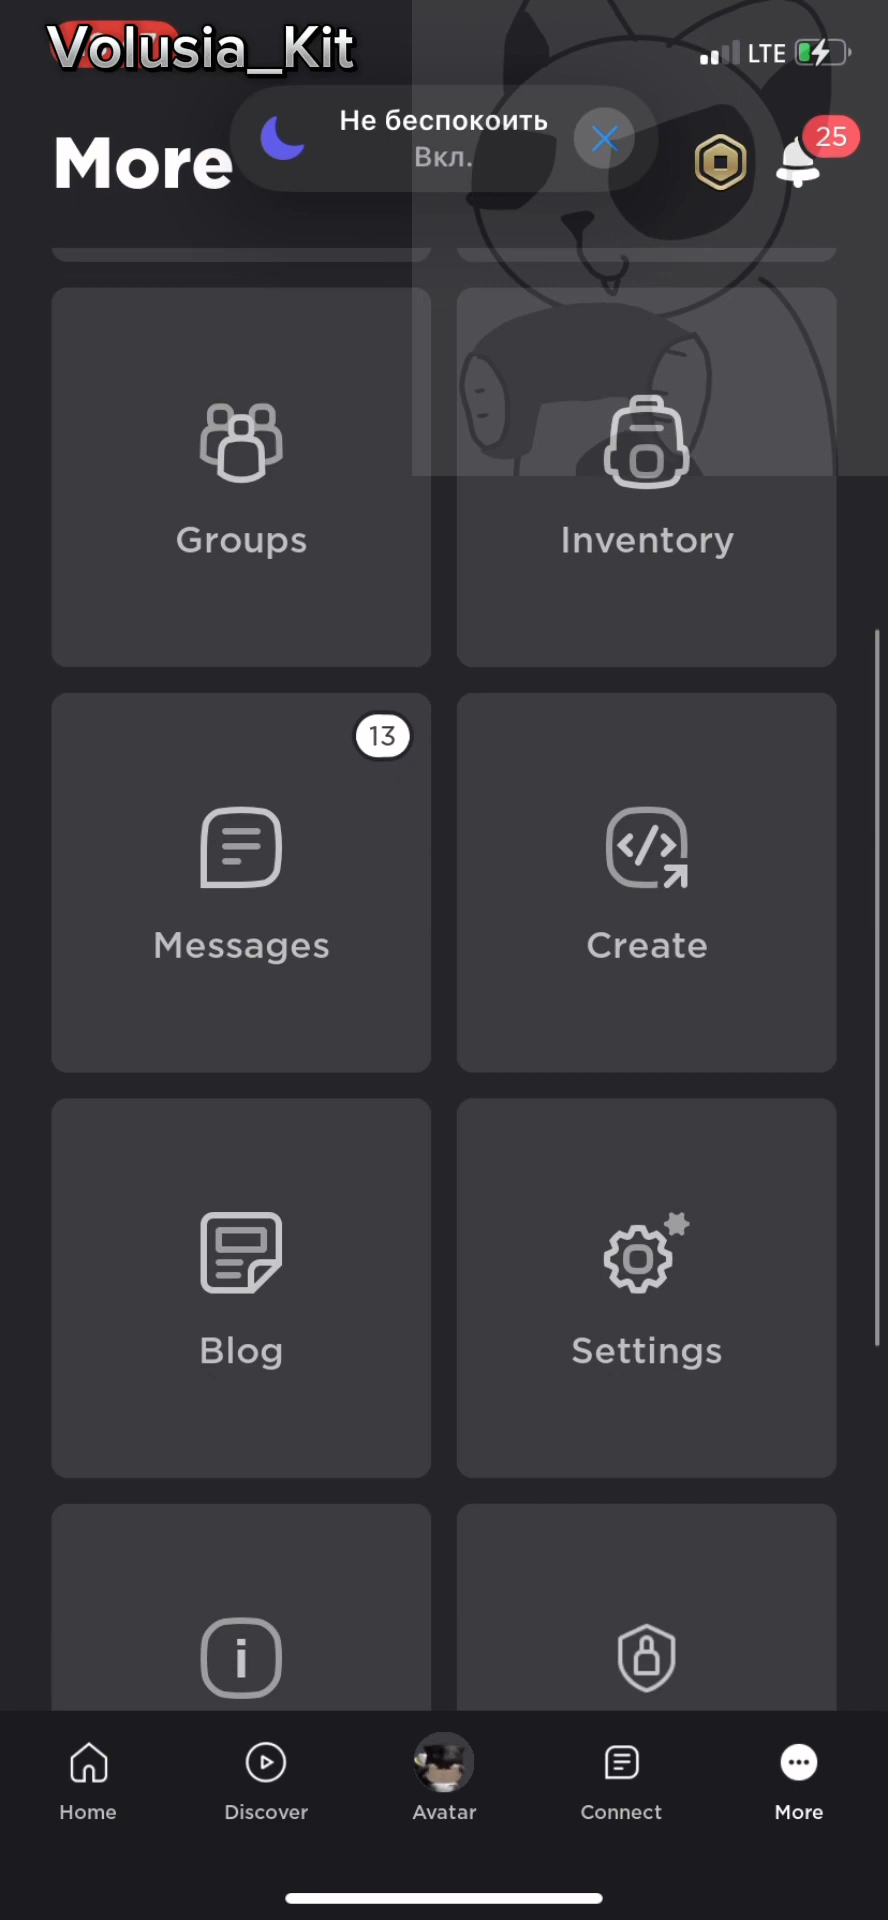 Volusia_Kit
LTE
Не беспокоить
Вкл.
More
25
Groups
Inventory
13
Messages
Create
Blog
Settings
Home
Discover
Avatar
Connect
More